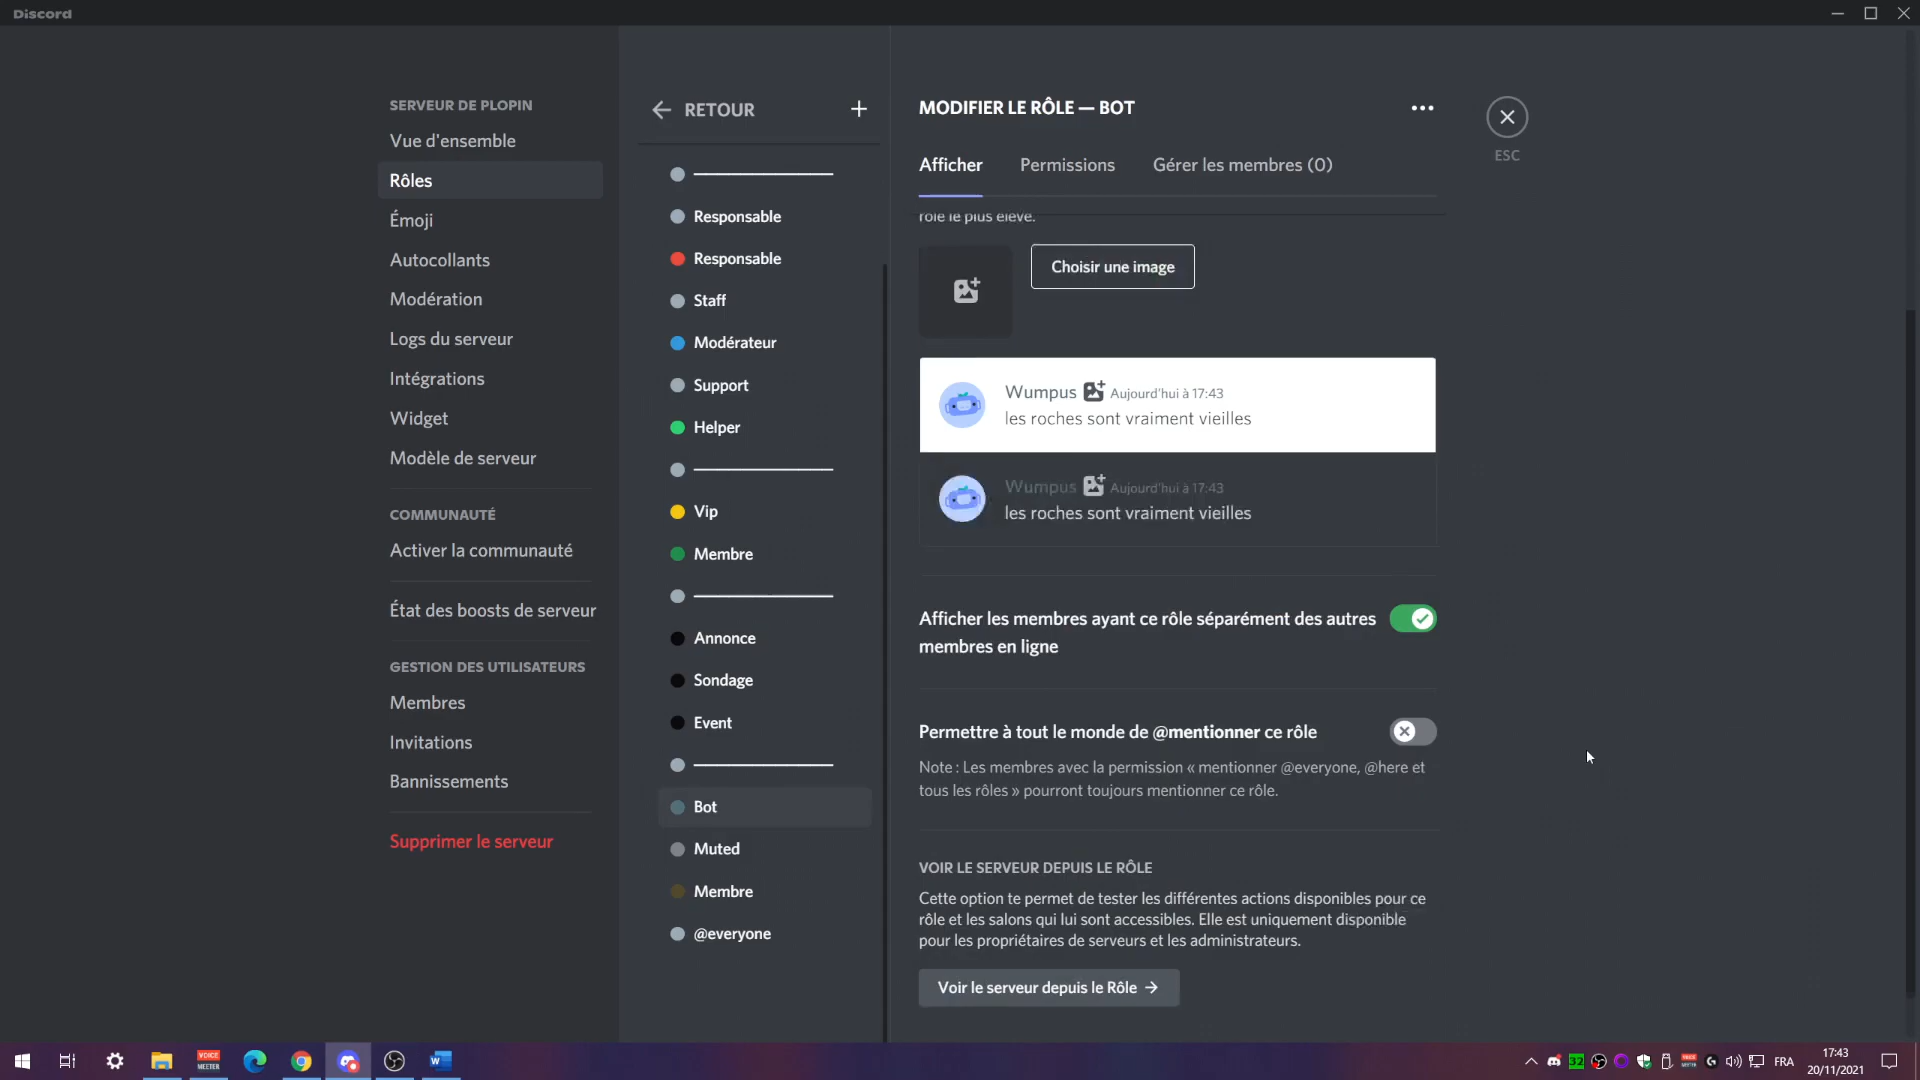 Discord
SERVEUR DE PLOPIN
Vue d'ensemble
Rôles
Émoji
Autocollants
Modération
Logs du serveur
Intégrations
Widget
Modèle de serveur
COMMUNAUTÉ
Activer la communauté
État des boosts de serveur
GESTION DES UTILISATEURS
Membres
Invitations
Bannissements
Supprimer le serveur
RETOUR
Responsable
Responsable
Staff
Modérateur
Support
Helper
Vip
Membre
Annonce
Sondage
Event
Bot
Muted
Membre
@everyone
MODIFIER LE RÔLE — BOT
ESC
Afficher Permissions Gérer les membres (0)
rôle le plus élevé.
Choisir une image
Wumpus Aujourd'hui à 17:43
les roches sont vraiment vieilles
Wumpus Aujourd'hui à 17:43
les roches sont vraiment vieilles
Afficher les membres ayant ce rôle séparément des autres
membres en ligne
Permettre à tout le monde de @mentionner ce rôle
Note : Les membres avec la permission « mentionner @everyone, @here et
tous les rôles » pourront toujours mentionner ce rôle.
VOIR LE SERVEUR DEPUIS LE RÔLE
Cette option te permet de tester les différentes actions disponibles pour ce
rôle et les salons qui lui sont accessibles. Elle est uniquement disponible
pour les propriétaires de serveurs et les administrateurs.
Voir le serveur depuis le Rôle →
VOICE
MEETER
32
FRA
17:43
20/11/2021